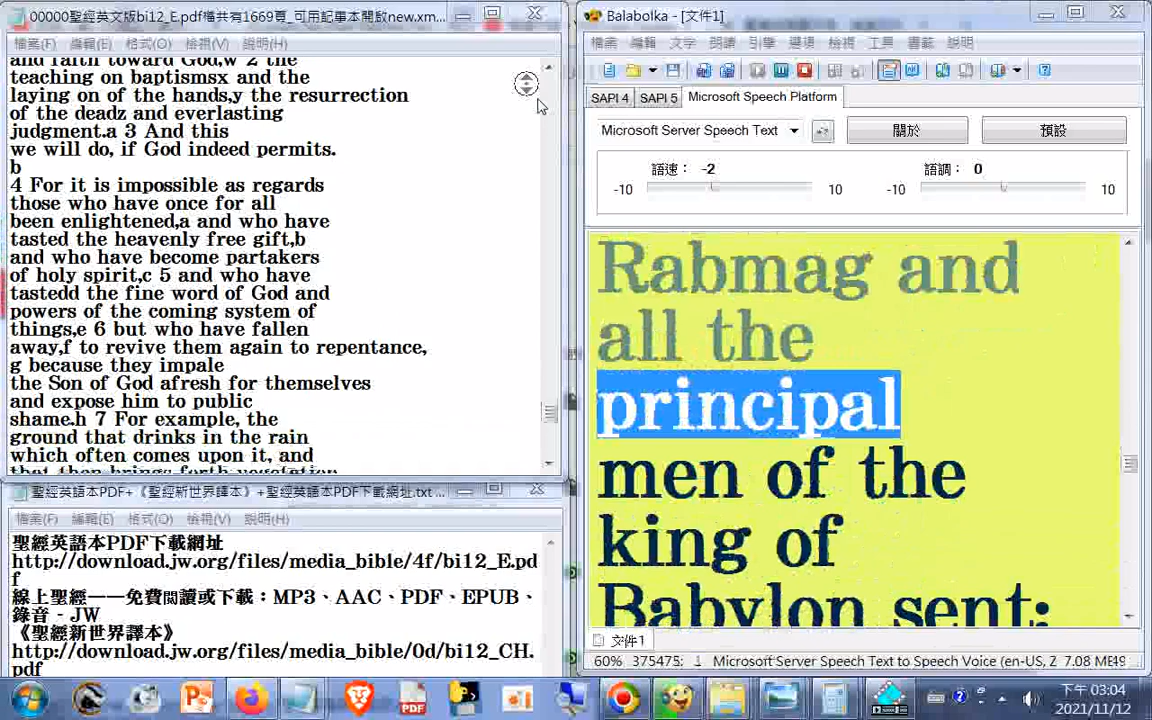 00000聖經英文版bi12_E.pdf檔共有1669頁_可用記事本開啟new.xm...
檔案(F) 編輯(E) 格式(O) 檢視(V) 說明(H)
and faith toward God,w 2 the
teaching on baptismsx and the
laying on of the hands,y the resurrection
of the deadz and everlasting
judgment.a 3 And this
we will do, if God indeed permits.
b
4 For it is impossible as regards
those who have once for all
been enlightened,a and who have
tasted the heavenly free gift,b
and who have become partakers
of holy spirit,c 5 and who have
tastedd the fine word of God and
powers of the coming system of
things,e 6 but who have fallen
away,f to revive them again to repentance,
g because they impale
the Son of God afresh for themselves
and expose him to public
shame.h 7 For example, the
ground that drinks in the rain
which often comes upon it, and
that then brings forth vegetation
聖經英語本PDF+《聖經新世界譯本》+聖經英語本PDF下載網址.txt ...
檔案(F) 編輯(E) 格式(O) 檢視(V) 說明(H)
聖經英語本PDF下載網址
http://download.jw.org/files/media_bible/4f/bi12_E.pd
f
線上聖經——免費閱讀或下載：MP3、AAC、PDF、EPUB、
錄音 - JW
《聖經新世界譯本》
http://download.jw.org/files/media_bible/0d/bi12_CH.
pdf
Balabolka - [文件1]
檔案 編輯 文字 朗讀 引擎 選項 檢視 工具 書籤 說明
SAPI 4 SAPI 5 Microsoft Speech Platform
Microsoft Server Speech Text 關於 預設
語速： -2 語調： 0
-10 10 -10 10
Rabmag and
all the
principal
men of the
king of
Babylon sent;
文件1
60% 375475: 1 Microsoft Server Speech Text to Speech Voice (en-US, Z 7.08 MB
PDF
下午 03:04
2021/11/12